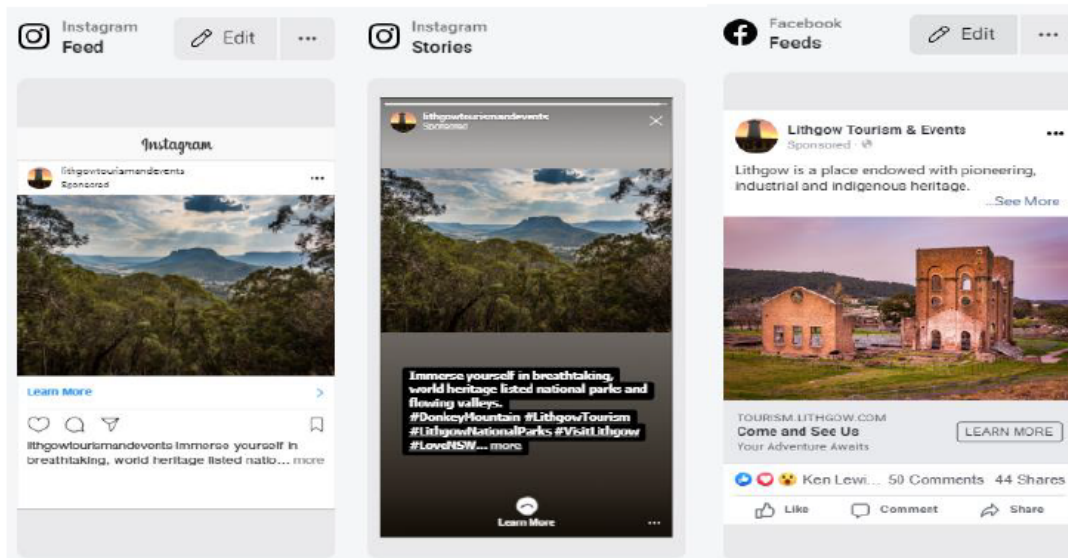 Instagram
Feed
Edit
...
Instagram
lithgowtourismandevents
Sponsored
...
Learn More
lithgowtourismandevents Immerse yourself in
breathtaking, world heritage listed natio... more
Instagram
Stories
lithgowtourismandevents
Sponsored
Immerse yourself in breathtaking,
world heritage listed national parks and
flowing valleys.
#DonkeyMountain #LithgowTourism
#LithgowNationalParks #VisitLithgow
#LoveNSW... more
Learn More
...
Facebook
Feeds
Edit
...
Lithgow Tourism & Events
...
Sponsored ·
Lithgow is a place endowed with pioneering,
industrial and indigenous heritage.
...See More
TOURISM.LITHGOW.COM
Come and See Us
Your Adventure Awaits
LEARN MORE
Ken Lewi... 50 Comments 44 Shares
Like Comment Share